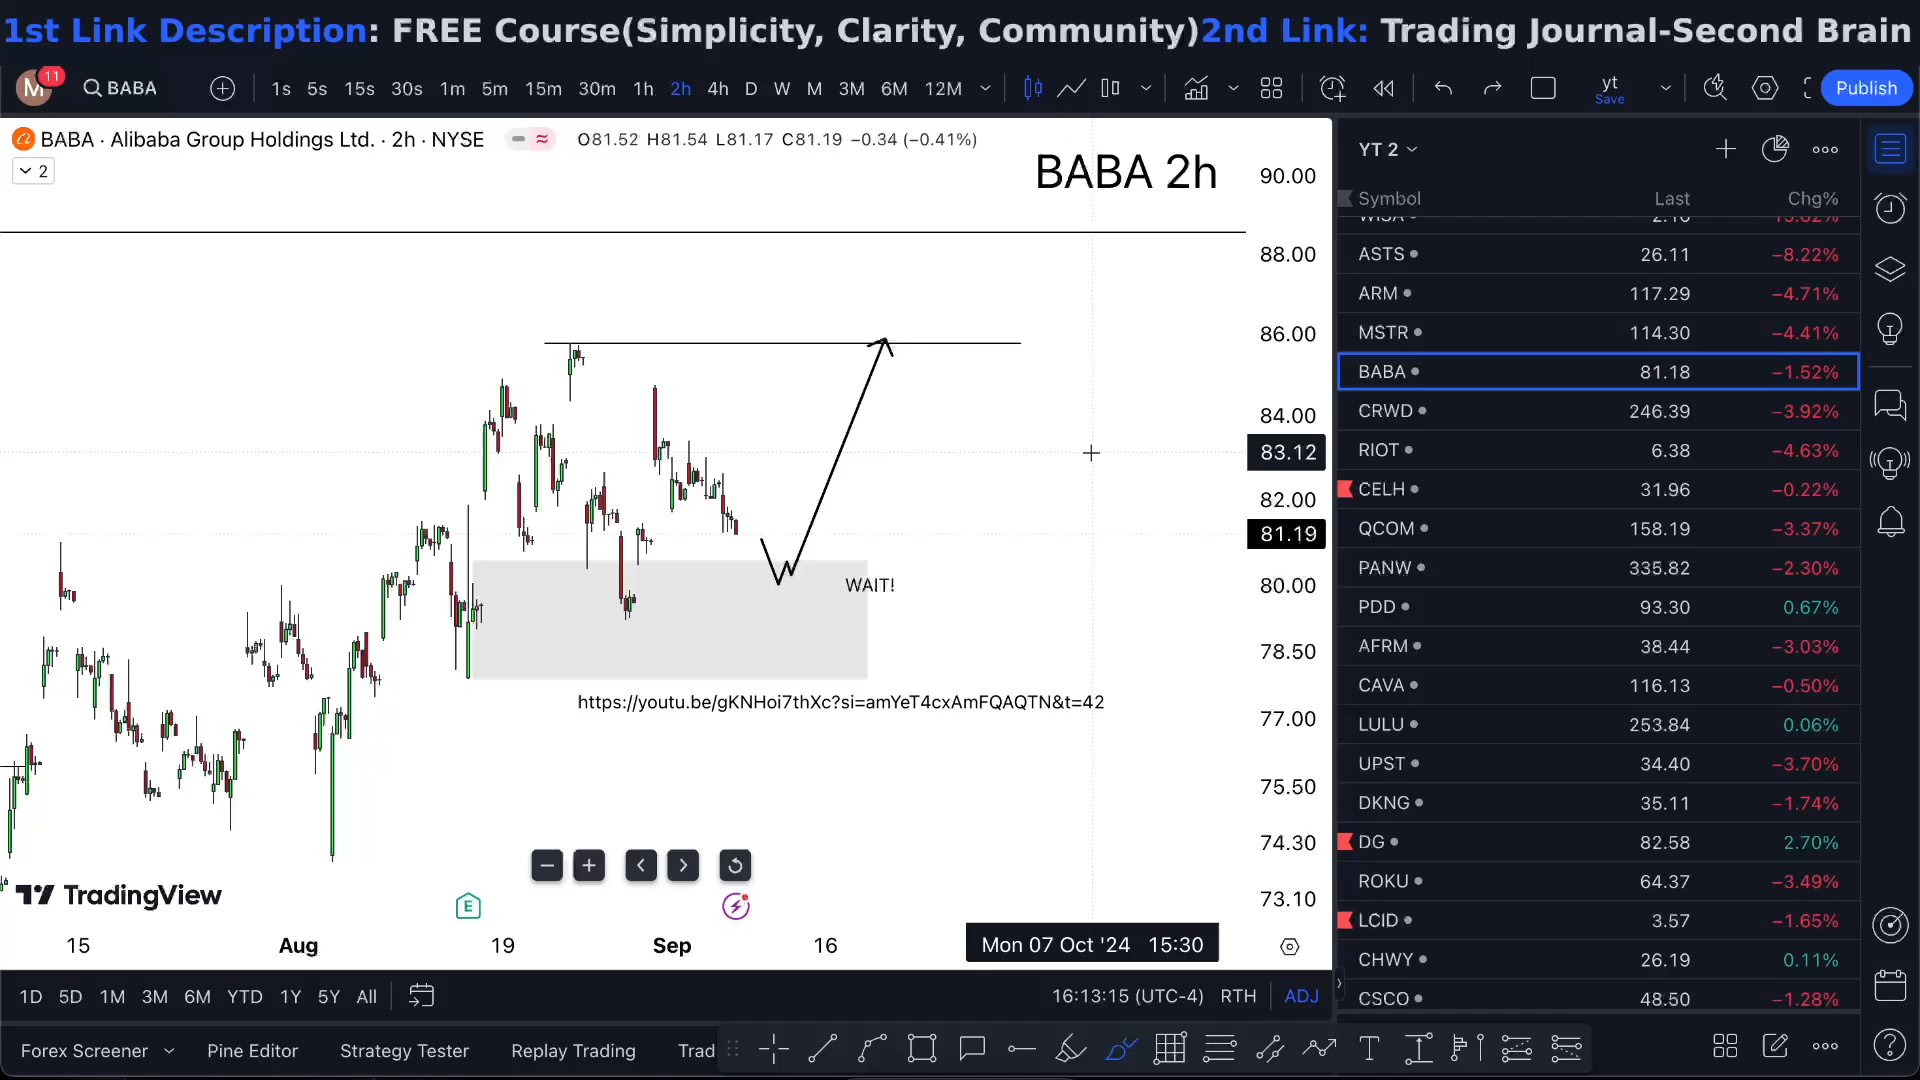 1st Link Description: FREE Course(Simplicity, Clarity, Community)2nd Link: Trading Journal-Second Brain
M 11 BABA 1s 5s 15s 30s 1m 5m 15m 30m 1h 2h 4h D W M 3M 6M 12M yt Save Publish
BABA · Alibaba Group Holdings Ltd. · 2h · NYSE O81.52 H81.54 L81.17 C81.19 −0.34 (−0.41%)
2
BABA 2h
90.00
88.00
86.00
84.00
83.12
82.00
81.19
80.00
78.50
77.00
75.50
74.30
73.10
WAIT!
https://youtu.be/gKNHoi7thXc?si=amYeT4cxAmFQAQTN&t=42
TradingView
E
15 Aug 19 Sep 16 Mon 07 Oct '24 15:30
1D 5D 1M 3M 6M YTD 1Y 5Y All 16:13:15 (UTC-4) RTH ADJ
Forex Screener Pine Editor Strategy Tester Replay Trading Trad
YT 2
Symbol Last Chg%
ASTS 26.11 −8.22%
ARM 117.29 −4.71%
MSTR 114.30 −4.41%
BABA 81.18 −1.52%
CRWD 246.39 −3.92%
RIOT 6.38 −4.63%
CELH 31.96 −0.22%
QCOM 158.19 −3.37%
PANW 335.82 −2.30%
PDD 93.30 0.67%
AFRM 38.44 −3.03%
CAVA 116.13 −0.50%
LULU 253.84 0.06%
UPST 34.40 −3.70%
DKNG 35.11 −1.74%
DG 82.58 2.70%
ROKU 64.37 −3.49%
LCID 3.57 −1.65%
CHWY 26.19 0.11%
CSCO 48.50 −1.28%